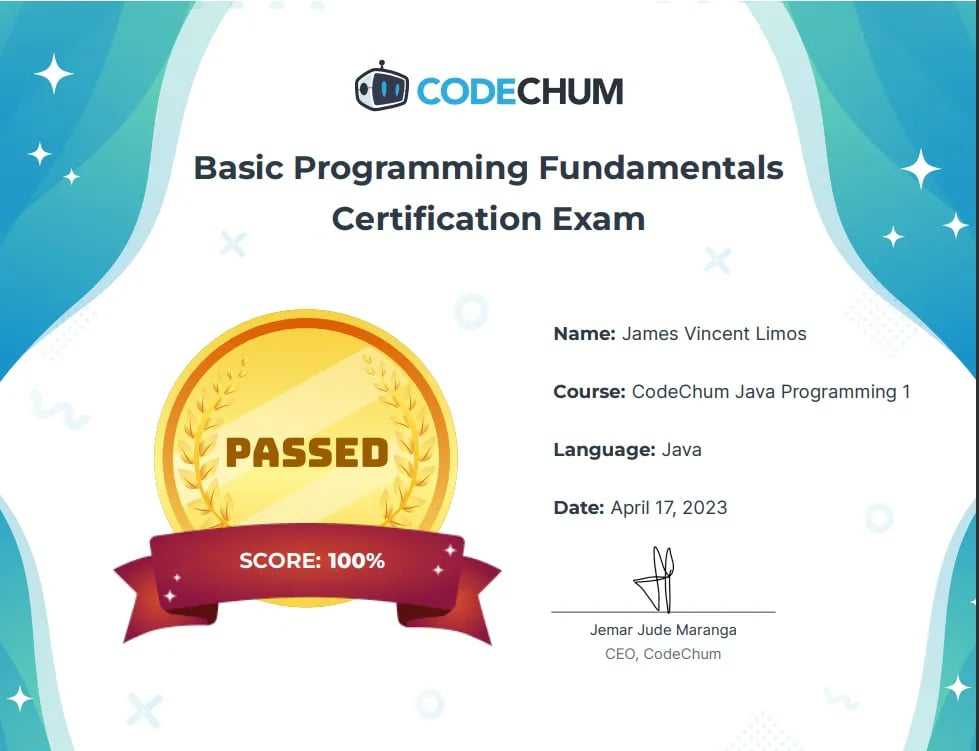 CODECHUM
Basic Programming Fundamentals
Certification Exam
PASSED
SCORE: 100%
Name: James Vincent Limos
Course: CodeChum Java Programming 1
Language: Java
Date: April 17, 2023
Jemar Jude Maranga
CEO, CodeChum